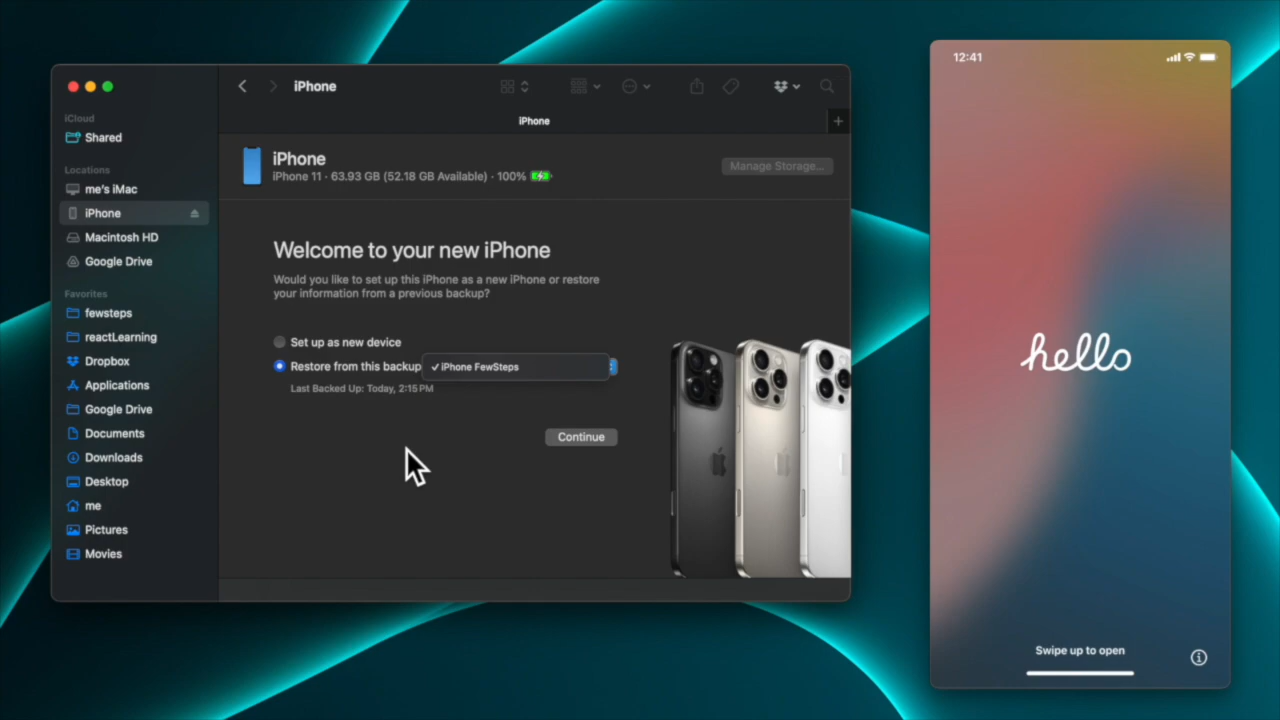 iPhone
iCloud
Shared
Locations
me's iMac
iPhone
Macintosh HD
Google Drive
Favorites
fewsteps
reactLearning
Dropbox
Applications
Google Drive
Documents
Downloads
Desktop
me
Pictures
Movies
iPhone
iPhone
iPhone 11 · 63.93 GB (52.18 GB Available) · 100%
Manage Storage...
Welcome to your new iPhone
Would you like to set up this iPhone as a new iPhone or restore
your information from a previous backup?
Set up as new device
Restore from this backup
✓ iPhone FewSteps
Last Backed Up: Today, 2:15 PM
Continue
12:41
hello
Swipe up to open